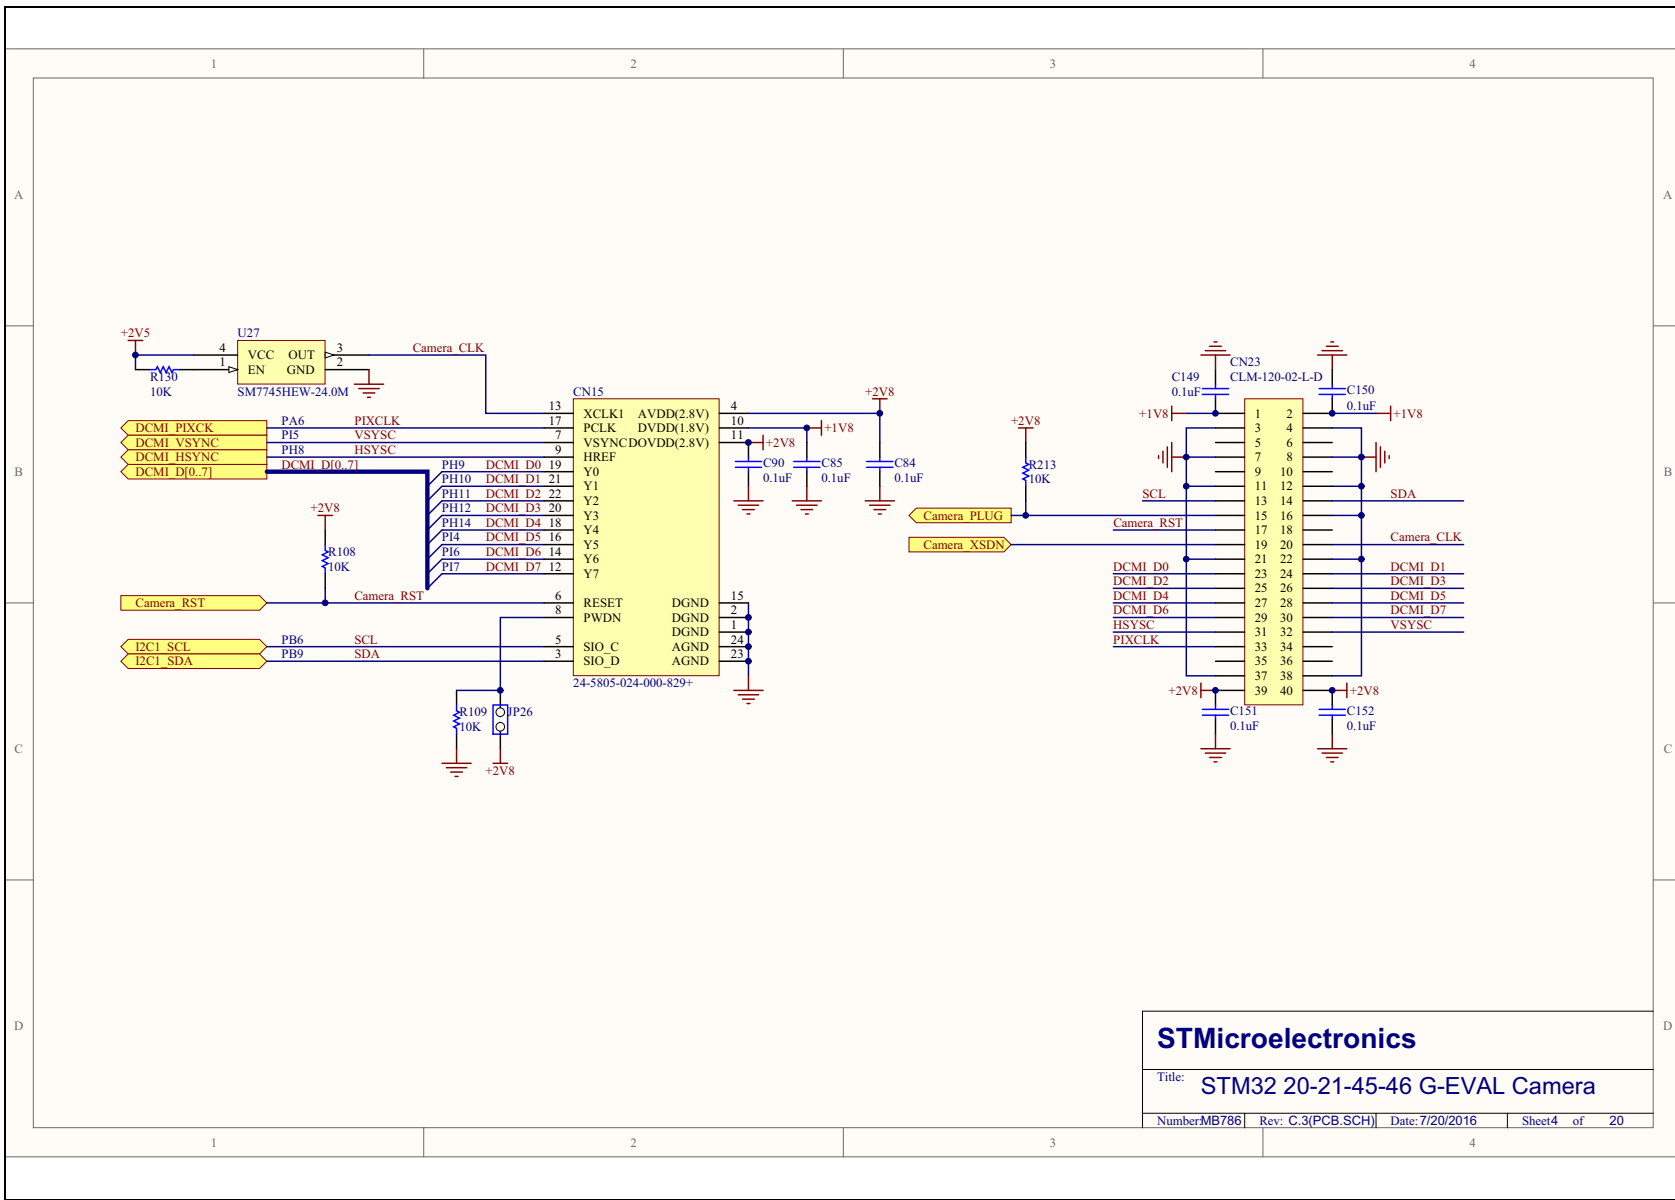 1 2 3 4
A A
B B
C C
D D
1 2 3 4
+2V5
U27
4 VCC OUT 3
1 EN GND 2
R130
10K
SM7745HEW-24.0M
Camera_CLK
DCMI_PIXCK PA6 PIXCLK
DCMI_VSYNC PI5 VSYSC
DCMI_HSYNC PH8 HSYSC
DCMI_D[0..7] DCMI_D[0..7]
PH9 DCMI_D0 19
PH10 DCMI_D1 21
PH11 DCMI_D2 22
PH12 DCMI_D3 20
PH14 DCMI_D4 18
PI4 DCMI_D5 16
PI6 DCMI_D6 14
PI7 DCMI_D7 12
+2V8
R108
10K
Camera_RST Camera_RST
I2C1_SCL PB6 SCL
I2C1_SDA PB9 SDA
CN15
13 XCLK1 AVDD(2.8V) 4
17 PCLK DVDD(1.8V) 10
7 VSYNC DOVDD(2.8V) 11
9 HREF
Y0
Y1
Y2
Y3
Y4
Y5
Y6
Y7
6 RESET DGND 15
8 PWDN DGND 2
DGND 1
5 SIO_C AGND 24
3 SIO_D AGND 23
24-5805-024-000-829+
R109
10K
JP26
+2V8
+2V8
+1V8
+2V8
C90
0.1uF
C85
0.1uF
C84
0.1uF
+2V8
R213
10K
Camera_PLUG
Camera_XSDN
CN23
CLM-120-02-L-D
C149
0.1uF
C150
0.1uF
+1V8 1 2 +1V8
3 4
5 6
7 8
9 10
11 12
SCL 13 14 SDA
15 16
Camera_RST 17 18
19 20 Camera_CLK
21 22
DCMI_D0 23 24 DCMI_D1
DCMI_D2 25 26 DCMI_D3
DCMI_D4 27 28 DCMI_D5
DCMI_D6 29 30 DCMI_D7
HSYSC 31 32 VSYSC
PIXCLK 33 34
35 36
37 38
+2V8 39 40 +2V8
C151
0.1uF
C152
0.1uF
STMicroelectronics
Title: STM32 20-21-45-46 G-EVAL Camera
Number:MB786 Rev: C.3(PCB.SCH) Date:7/20/2016 Sheet4 of 20